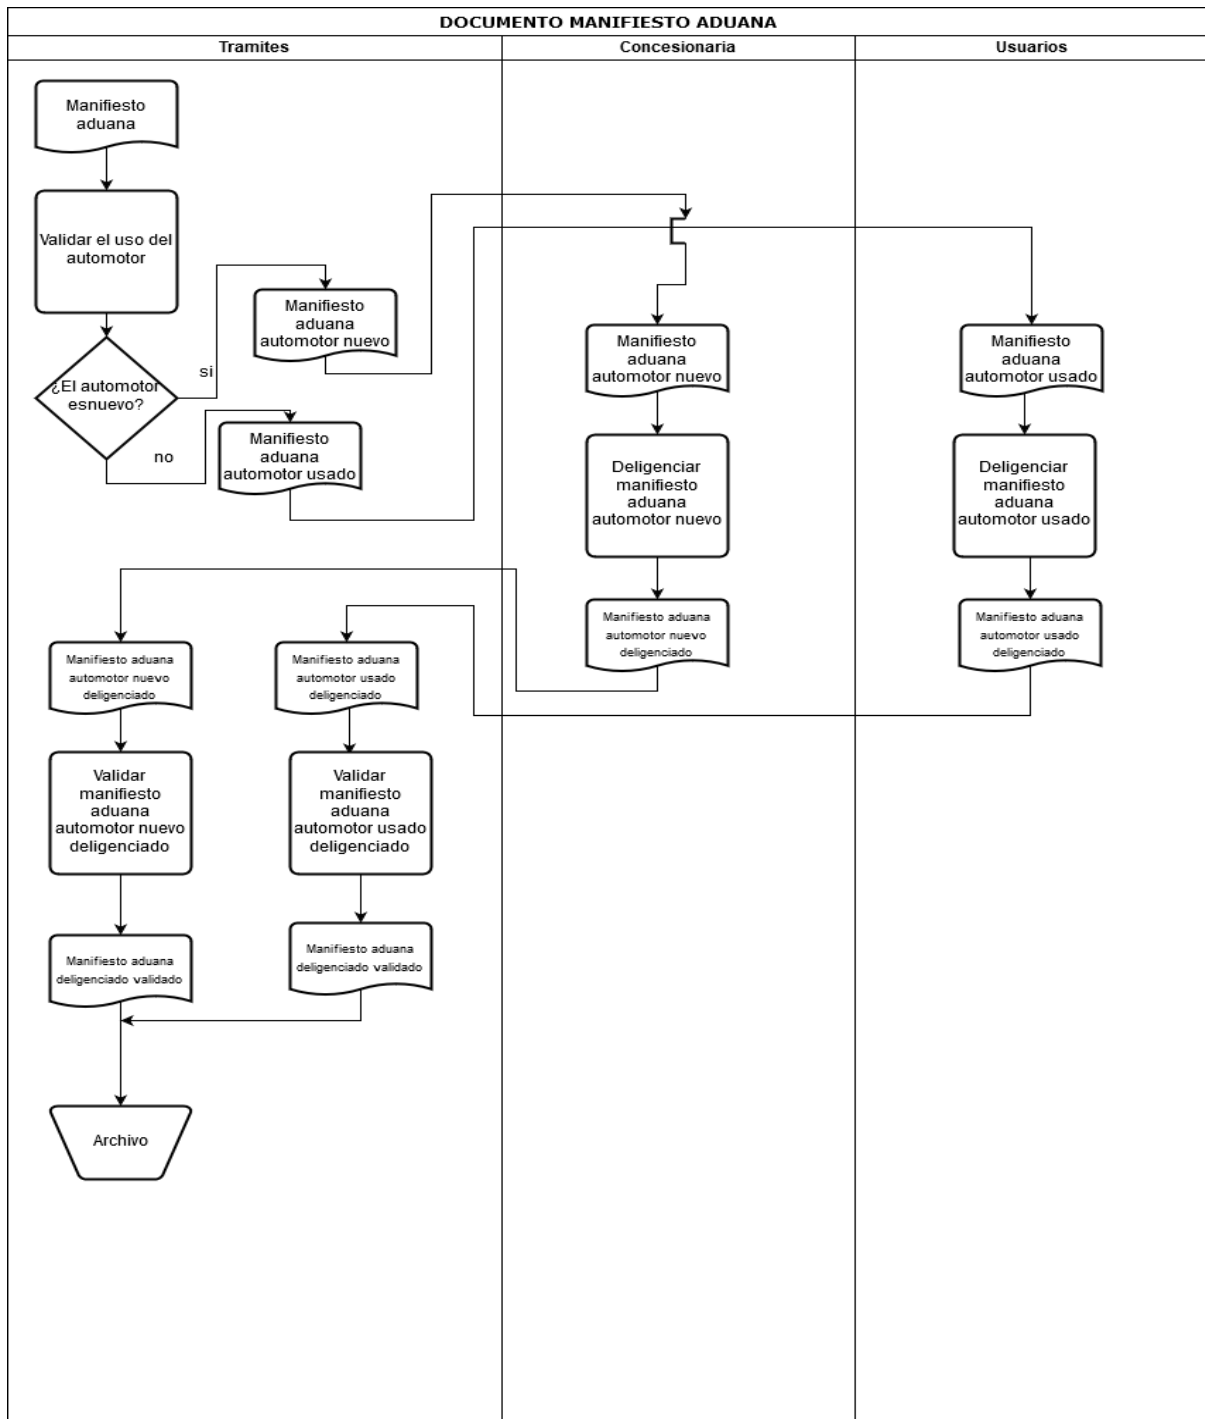 DOCUMENTO MANIFIESTO ADUANA
Tramites
Concesionaria
Usuarios
Manifiesto
aduana
Validar el uso del
automotor
¿El automotor
esnuevo?
si
no
Manifiesto
aduana
automotor nuevo
Manifiesto
aduana
automotor usado
Manifiesto
aduana
automotor nuevo
Manifiesto
aduana
automotor usado
Deligenciar
manifiesto
aduana
automotor nuevo
Deligenciar
manifiesto
aduana
automotor usado
Manifiesto aduana
automotor nuevo
deligenciado
Manifiesto aduana
automotor usado
deligenciado
Manifiesto aduana
automotor nuevo
deligenciado
Manifiesto aduana
automotor usado
deligenciado
Validar
manifiesto
aduana
automotor nuevo
deligenciado
Validar
manifiesto
aduana
automotor usado
deligenciado
Manifiesto aduana
deligenciado validado
Manifiesto aduana
deligenciado validado
Archivo